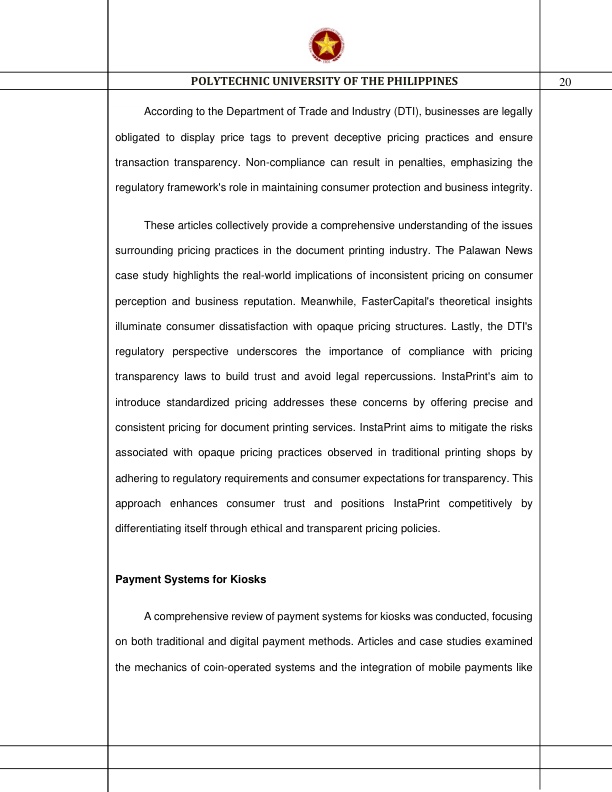 POLYTECHNIC UNIVERSITY OF THE PHILIPPINES
20
According to the Department of Trade and Industry (DTI), businesses are legally
obligated to display price tags to prevent deceptive pricing practices and ensure
transaction transparency. Non-compliance can result in penalties, emphasizing the
regulatory framework's role in maintaining consumer protection and business integrity.
These articles collectively provide a comprehensive understanding of the issues
surrounding pricing practices in the document printing industry. The Palawan News
case study highlights the real-world implications of inconsistent pricing on consumer
perception and business reputation. Meanwhile, FasterCapital's theoretical insights
illuminate consumer dissatisfaction with opaque pricing structures. Lastly, the DTI's
regulatory perspective underscores the importance of compliance with pricing
transparency laws to build trust and avoid legal repercussions. InstaPrint's aim to
introduce standardized pricing addresses these concerns by offering precise and
consistent pricing for document printing services. InstaPrint aims to mitigate the risks
associated with opaque pricing practices observed in traditional printing shops by
adhering to regulatory requirements and consumer expectations for transparency. This
approach enhances consumer trust and positions InstaPrint competitively by
differentiating itself through ethical and transparent pricing policies.
Payment Systems for Kiosks
A comprehensive review of payment systems for kiosks was conducted, focusing
on both traditional and digital payment methods. Articles and case studies examined
the mechanics of coin-operated systems and the integration of mobile payments like